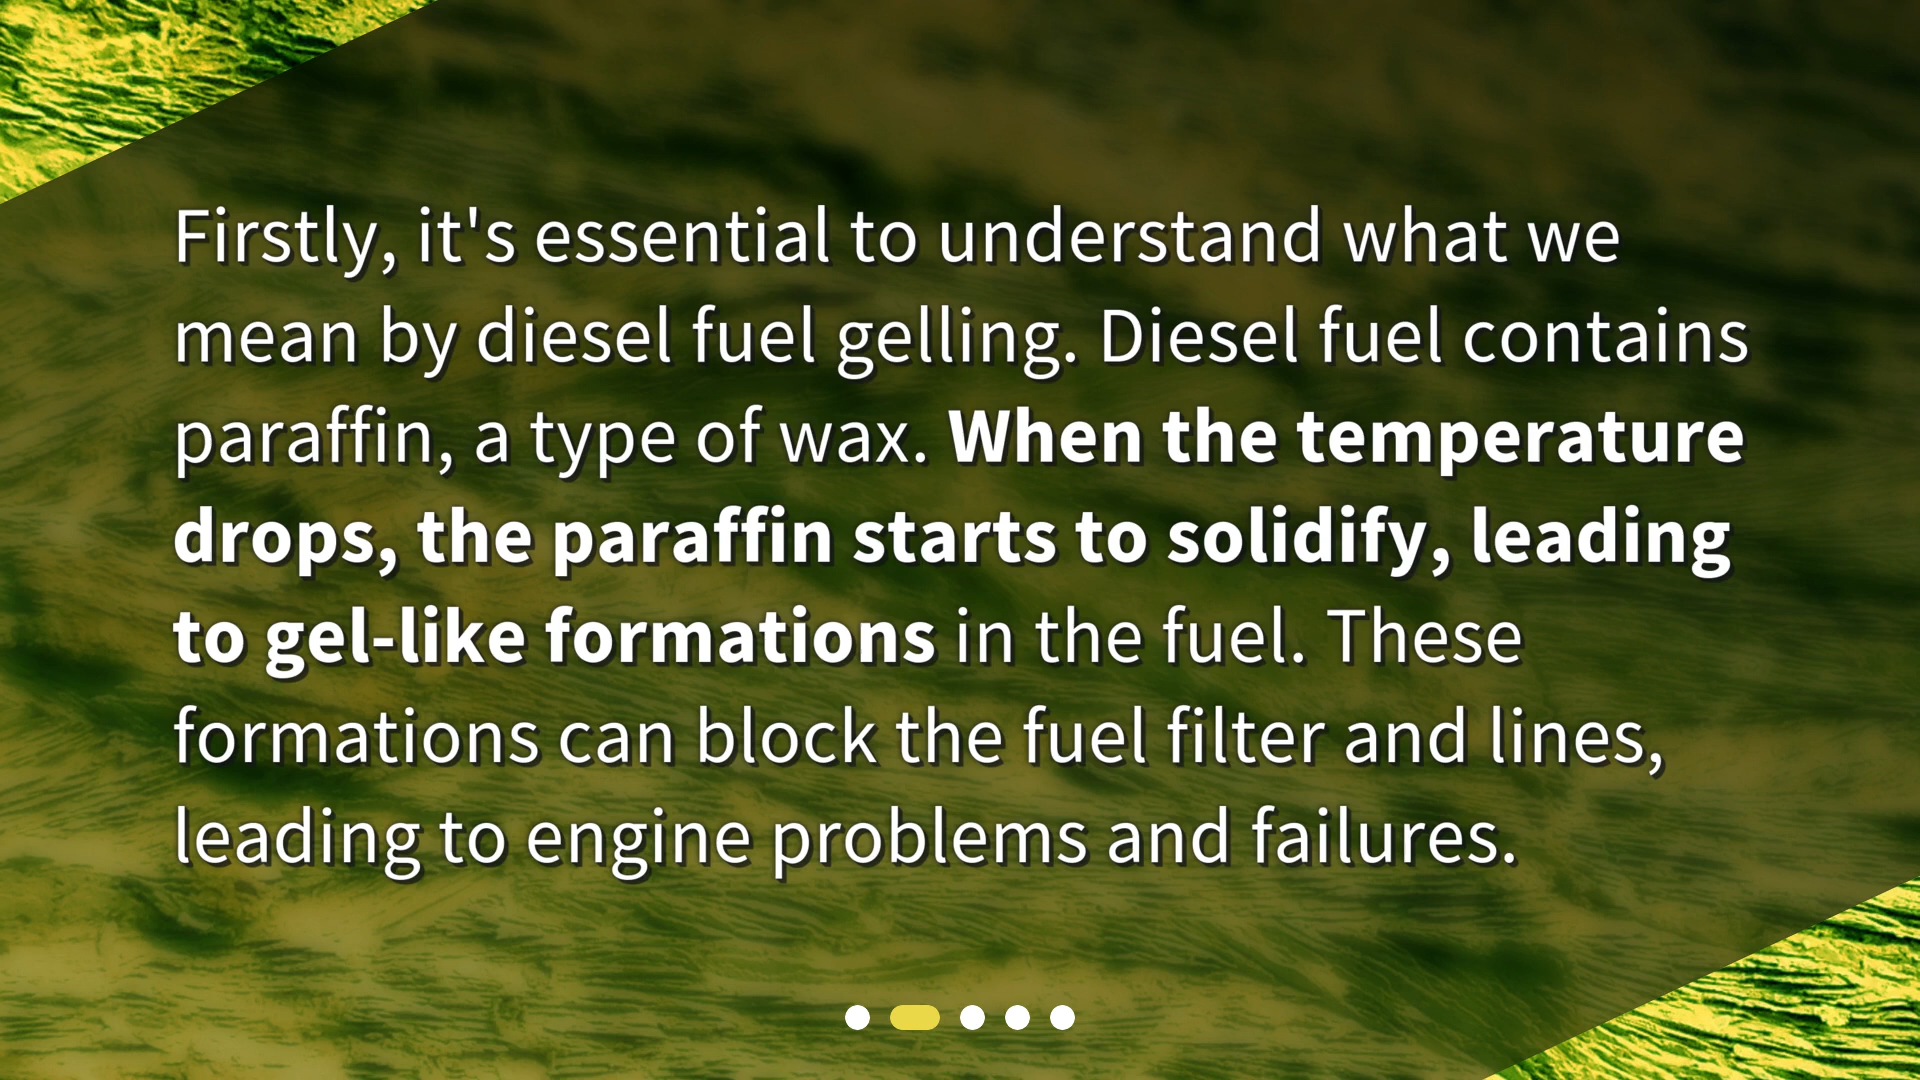 Firstly, it's essential to understand what we
mean by diesel fuel gelling. Diesel fuel contains
paraffin, a type of wax. When the temperature
drops, the paraffin starts to solidify, leading
to gel-like formations in the fuel. These
formations can block the fuel filter and lines,
leading to engine problems and failures.